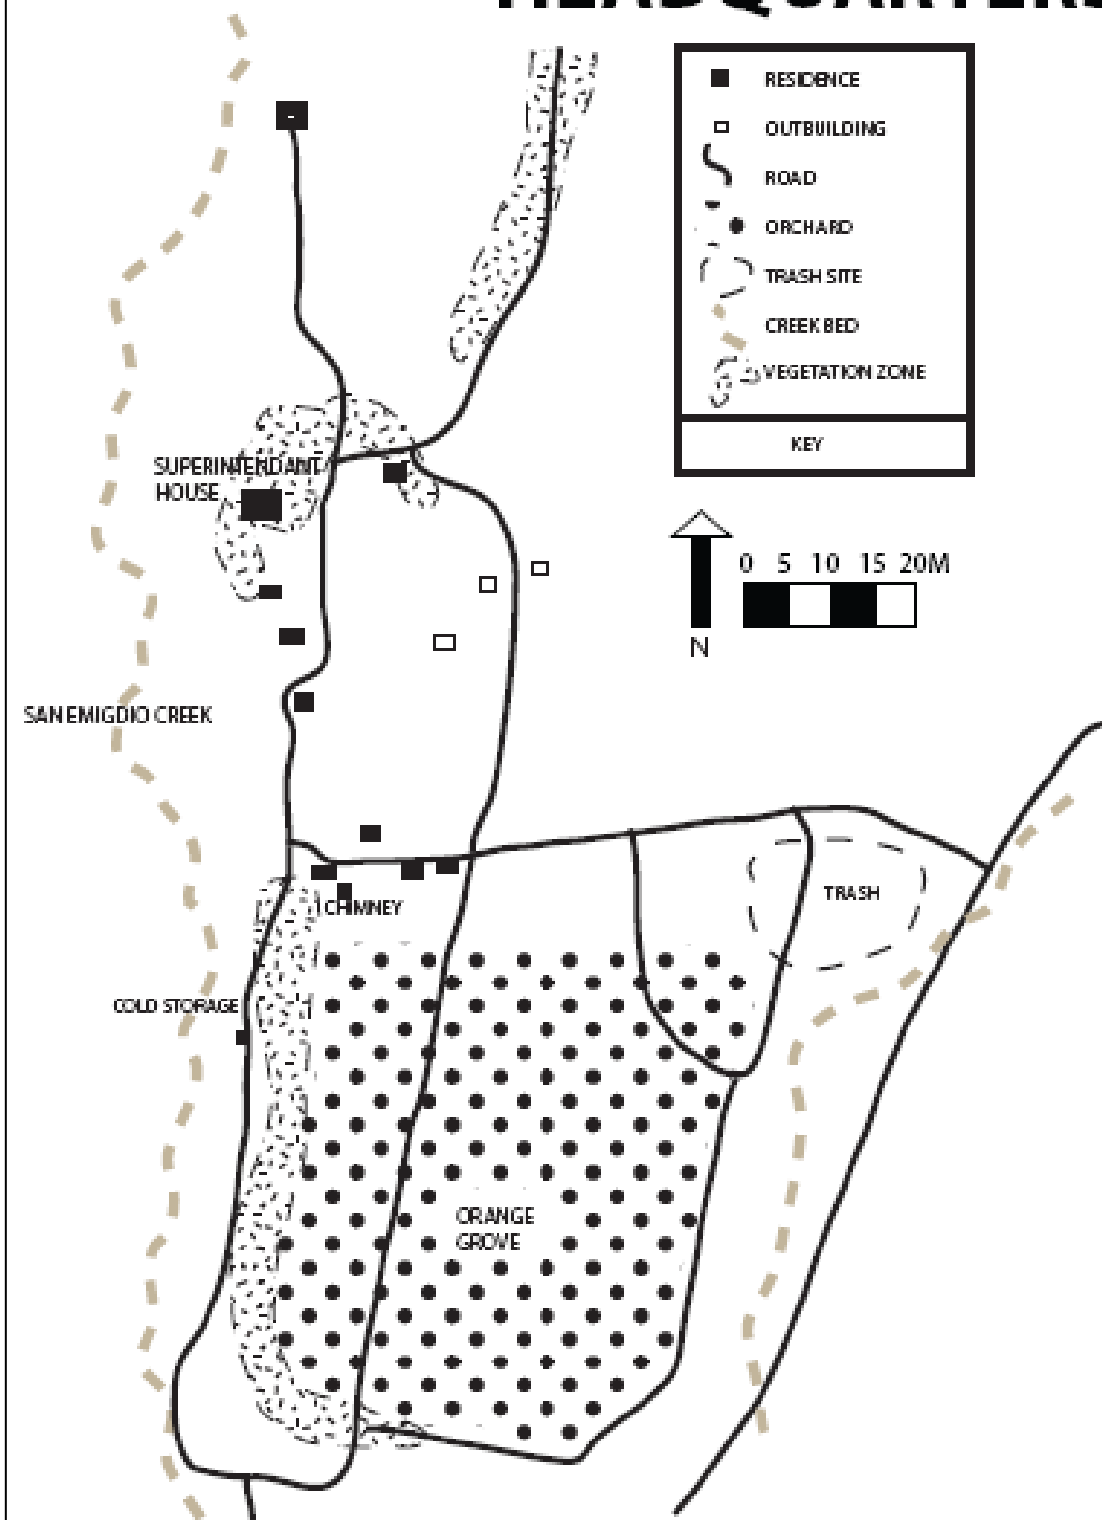 HEADQUARTERS
RESIDENCE
OUTBUILDING
ROAD
ORCHARD
TRASH SITE
CREEK BED
VEGETATION ZONE
KEY
SUPERINTENDANT
HOUSE
0 5 10 15 20M
N
SAN EMIGDIO CREEK
TRASH
CHIMNEY
COLD STORAGE
ORANGE
GROVE